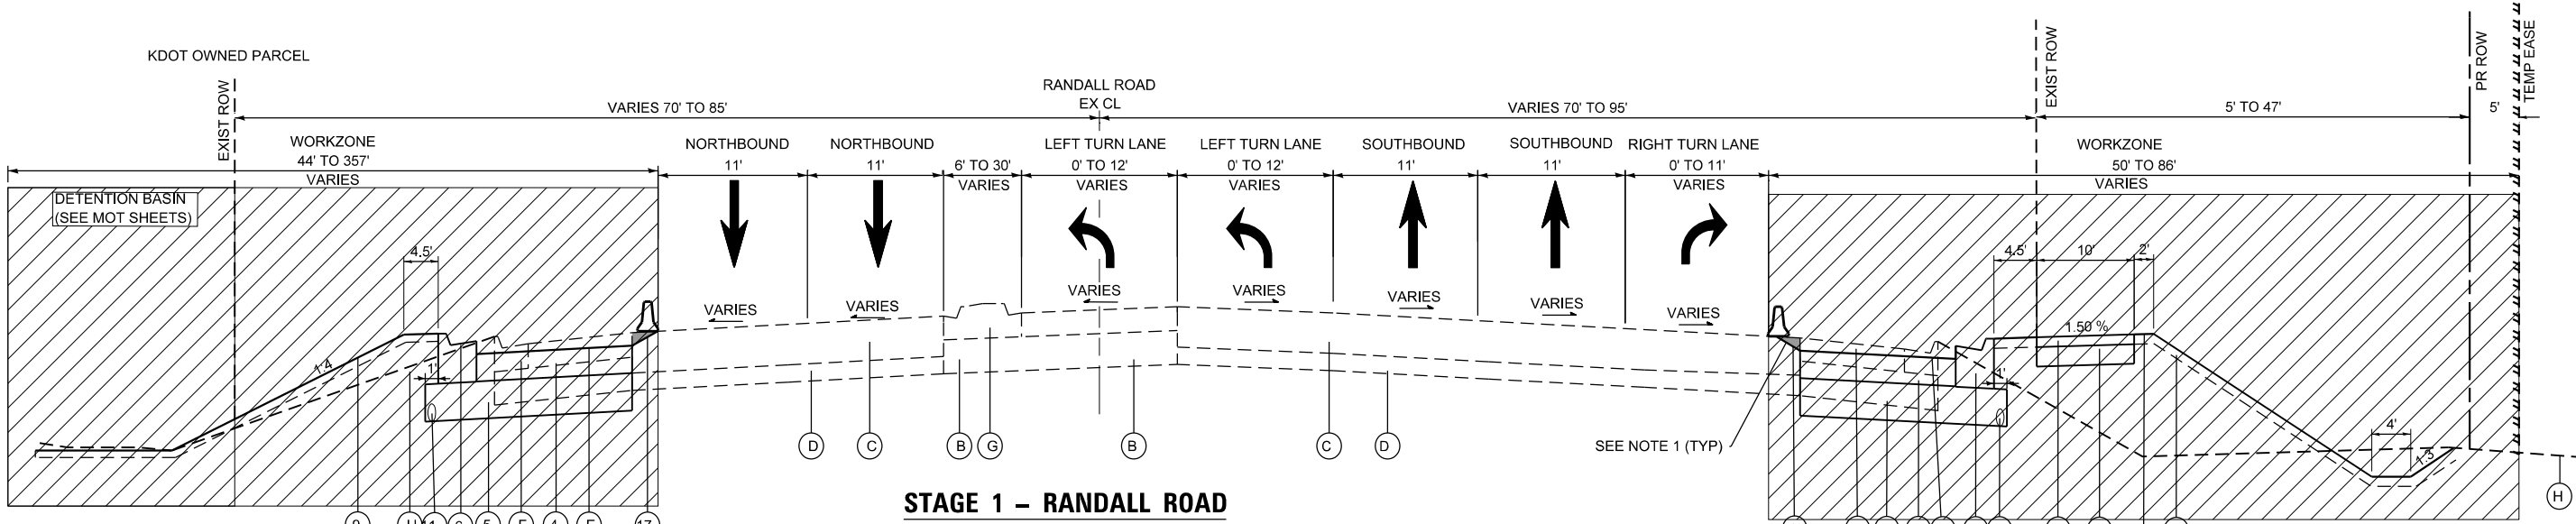 KDOT OWNED PARCEL
EXIST ROW
VARIES 70' TO 85'
RANDALL ROAD
EX CL
VARIES 70' TO 95'
EXIST ROW
5' TO 47'
PR ROW
5'
TEMP EASE
WORKZONE
44' TO 357'
VARIES
NORTHBOUND
11'
NORTHBOUND
11'
6' TO 30'
VARIES
LEFT TURN LANE
0' TO 12'
VARIES
LEFT TURN LANE
0' TO 12'
VARIES
SOUTHBOUND
11'
SOUTHBOUND
11'
RIGHT TURN LANE
0' TO 11'
VARIES
WORKZONE
50' TO 86'
VARIES
DETENTION BASIN
(SEE MOT SHEETS)
4.5'
VARIES
VARIES
VARIES
VARIES
VARIES
VARIES
VARIES
4.5'
10'
2'
1.50 %
1:4
1'
1'
4'
1:3
D
C
B
G
B
C
D
SEE NOTE 1 (TYP)
H
STAGE 1 – RANDALL ROAD